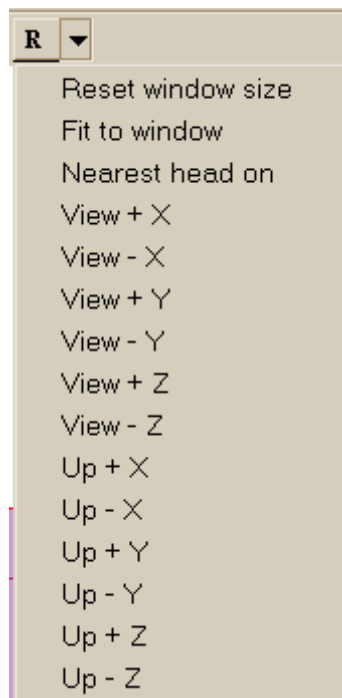 R
Reset window size
Fit to window
Nearest head on
View + X
View - X
View + Y
View - Y
View + Z
View - Z
Up + X
Up - X
Up + Y
Up - Y
Up + Z
Up - Z